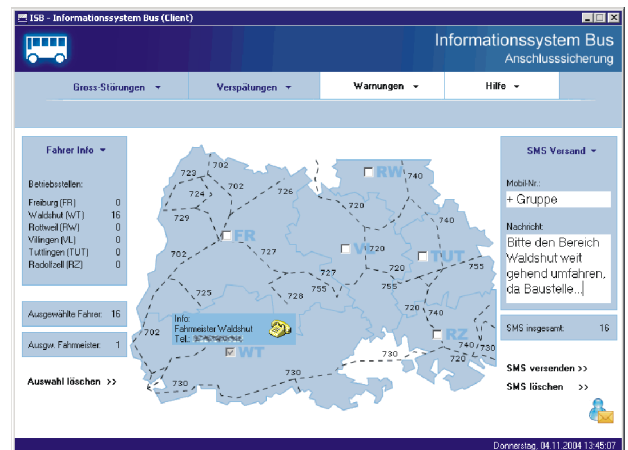 ISB - Informationssystem Bus (Client)
Informationssystem Bus
Anschlusssicherung
Gross-Störungen
Verspätungen
Warnungen
Hilfe
Fahrer Info
Betriebsstellen:
Freiburg (FR) 0
Waldshut (WT) 16
Rottweil (RW) 0
Villingen (VL) 0
Tuttlingen (TUT) 0
Radolfzell (RZ) 0
Ausgewählte Fahrer: 16
Ausgw. Fahrmeister: 1
Auswahl löschen >>
702
723
724
702
726
729
RW
740
720
FR
727
702
720
TUT
720
755
727
755
725
728
720
740
702
Info:
Fahrmeister Waldshut
Tel.:
WT
RZ
740
730
730
720
730
730
SMS Versand
Mobil-Nr.:
+ Gruppe
Nachricht:
Bitte den Bereich
Waldshut weit
gehend umfahren,
da Baustelle...
SMS insgesamt: 16
SMS versenden >>
SMS löschen >>
Donnerstag, 04.11.2004 13:45:07